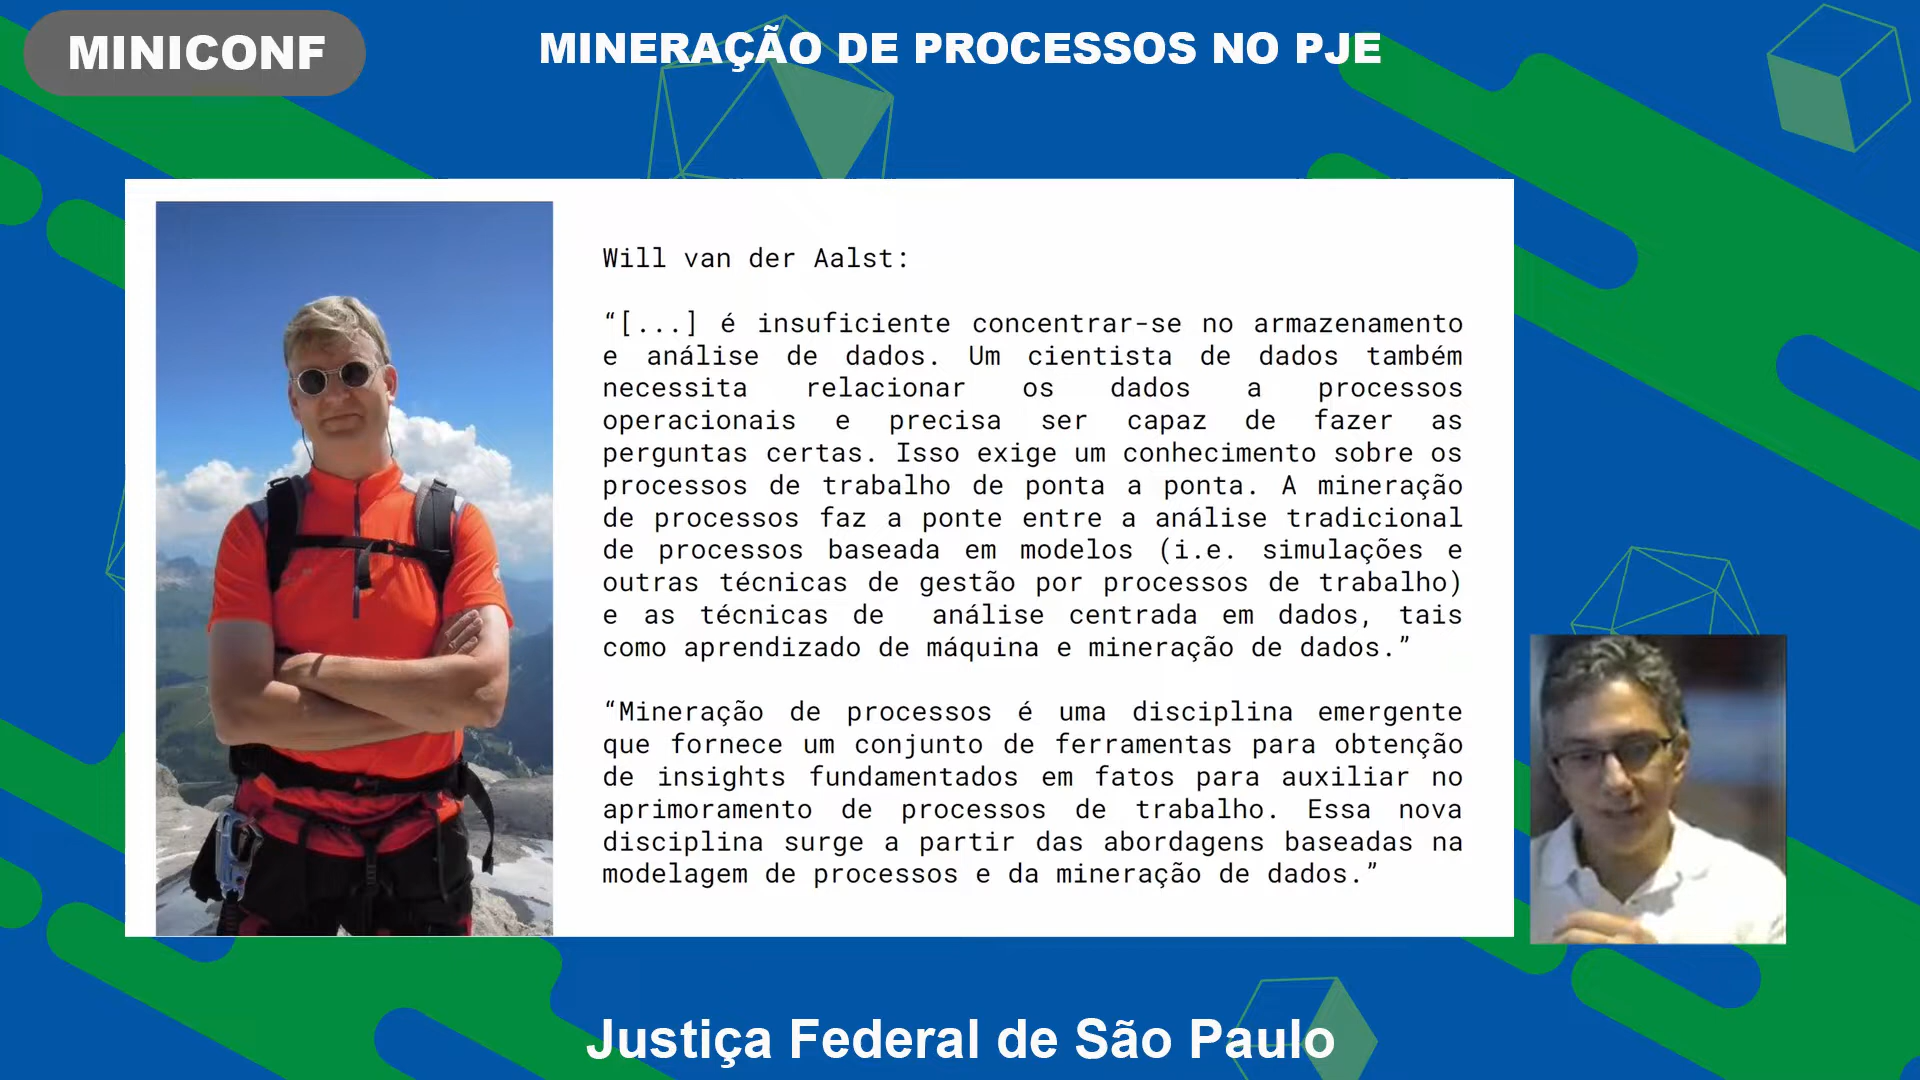 MINICONF
MINERAÇÃO DE PROCESSOS NO PJE
Will van der Aalst:
“[...] é insuficiente concentrar-se no armazenamento
e análise de dados. Um cientista de dados também
necessita relacionar os dados a processos
operacionais e precisa ser capaz de fazer as
perguntas certas. Isso exige um conhecimento sobre os
processos de trabalho de ponta a ponta. A mineração
de processos faz a ponte entre a análise tradicional
de processos baseada em modelos (i.e. simulações e
outras técnicas de gestão por processos de trabalho)
e as técnicas de análise centrada em dados, tais
como aprendizado de máquina e mineração de dados.”
“Mineração de processos é uma disciplina emergente
que fornece um conjunto de ferramentas para obtenção
de insights fundamentados em fatos para auxiliar no
aprimoramento de processos de trabalho. Essa nova
disciplina surge a partir das abordagens baseadas na
modelagem de processos e da mineração de dados.”
Justiça Federal de São Paulo